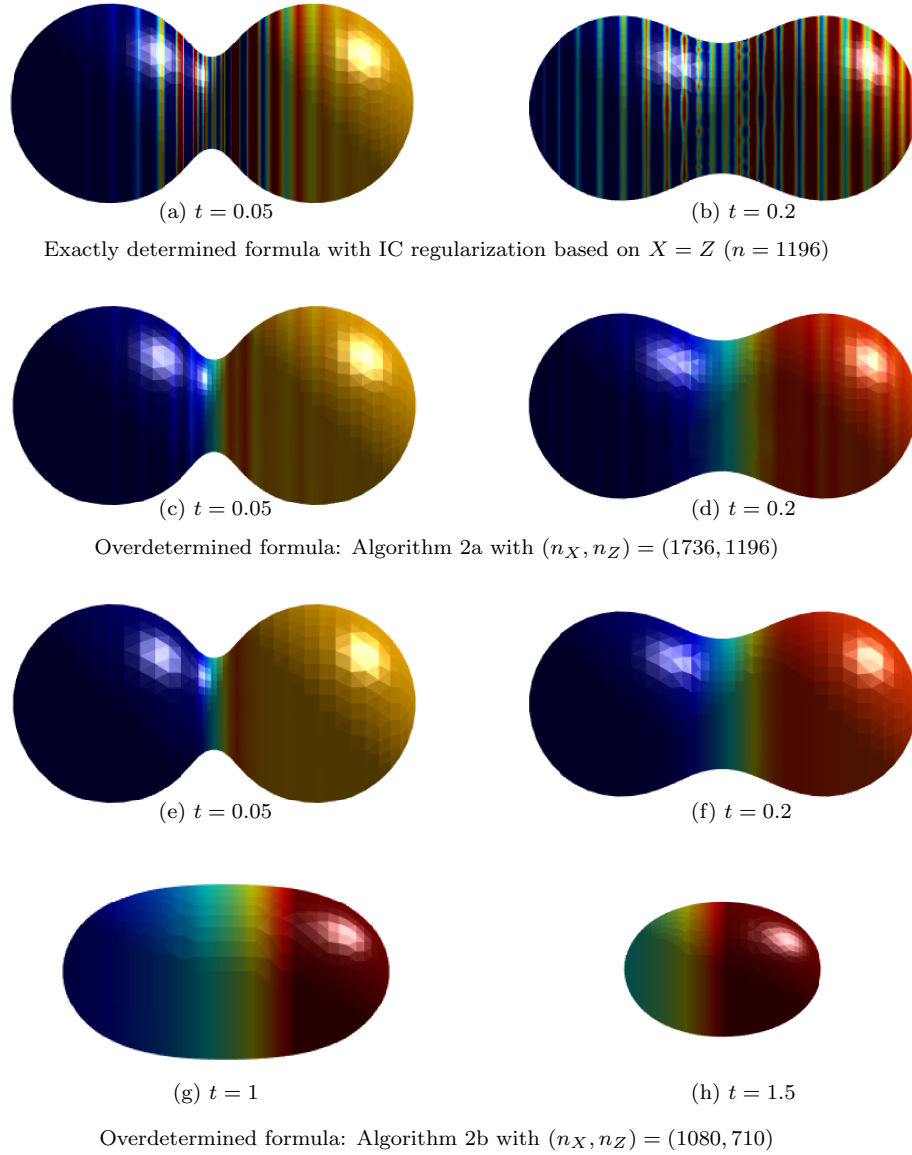 (a) t = 0.05
(b) t = 0.2
Exactly determined formula with IC regularization based on X = Z (n = 1196)
(c) t = 0.05
(d) t = 0.2
Overdetermined formula: Algorithm 2a with (n_X, n_Z) = (1736, 1196)
(e) t = 0.05
(f) t = 0.2
(g) t = 1
(h) t = 1.5
Overdetermined formula: Algorithm 2b with (n_X, n_Z) = (1080, 710)